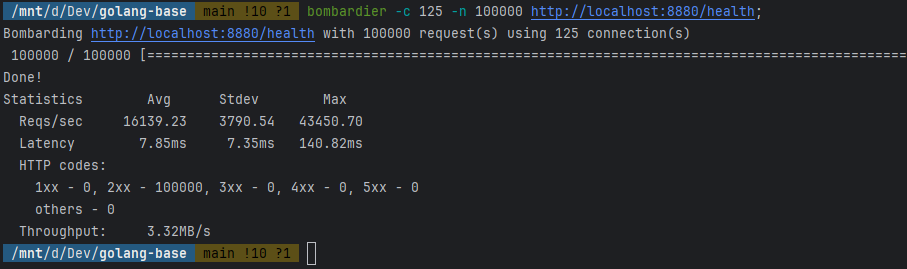 /mnt/d/Dev/golang-base main !10 ?1 bombardier -c 125 -n 100000 http://localhost:8880/health;
Bombarding http://localhost:8880/health with 100000 request(s) using 125 connection(s)
100000 / 100000 [==============================================================================================
Done!
Statistics        Avg      Stdev        Max
  Reqs/sec     16139.23    3790.54   43450.70
  Latency        7.85ms     7.35ms   140.82ms
  HTTP codes:
    1xx - 0, 2xx - 100000, 3xx - 0, 4xx - 0, 5xx - 0
    others - 0
  Throughput:     3.32MB/s
/mnt/d/Dev/golang-base main !10 ?1